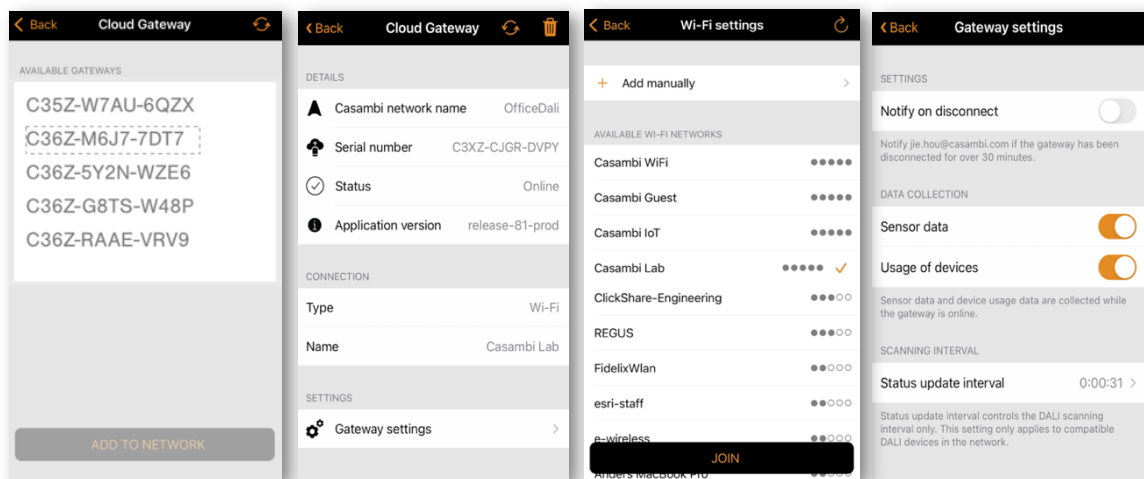 Back Cloud Gateway
AVAILABLE GATEWAYS
C35Z-W7AU-6QZX
C36Z-M6J7-7DT7
C36Z-5Y2N-WZE6
C36Z-G8TS-W48P
C36Z-RAAE-VRV9
ADD TO NETWORK
Back Cloud Gateway
DETAILS
Casambi network name OfficeDali
Serial number C3XZ-CJGR-DVPY
Status Online
Application version release-81-prod
CONNECTION
Type Wi-Fi
Name Casambi Lab
SETTINGS
Gateway settings
Back Wi-Fi settings
+ Add manually
AVAILABLE WI-FI NETWORKS
Casambi WiFi
Casambi Guest
Casambi IoT
Casambi Lab
ClickShare-Engineering
REGUS
FidelixWlan
esri-staff
e-wireless
JOIN
Anders MacBook Pro
Back Gateway settings
SETTINGS
Notify on disconnect
Notify jie.hou@casambi.com if the gateway has been
disconnected for over 30 minutes.
DATA COLLECTION
Sensor data
Usage of devices
Sensor data and device usage data are collected while
the gateway is online.
SCANNING INTERVAL
Status update interval 0:00:31
Status update interval controls the DALI scanning
interval only. This setting only applies to compatible
DALI devices in the network.